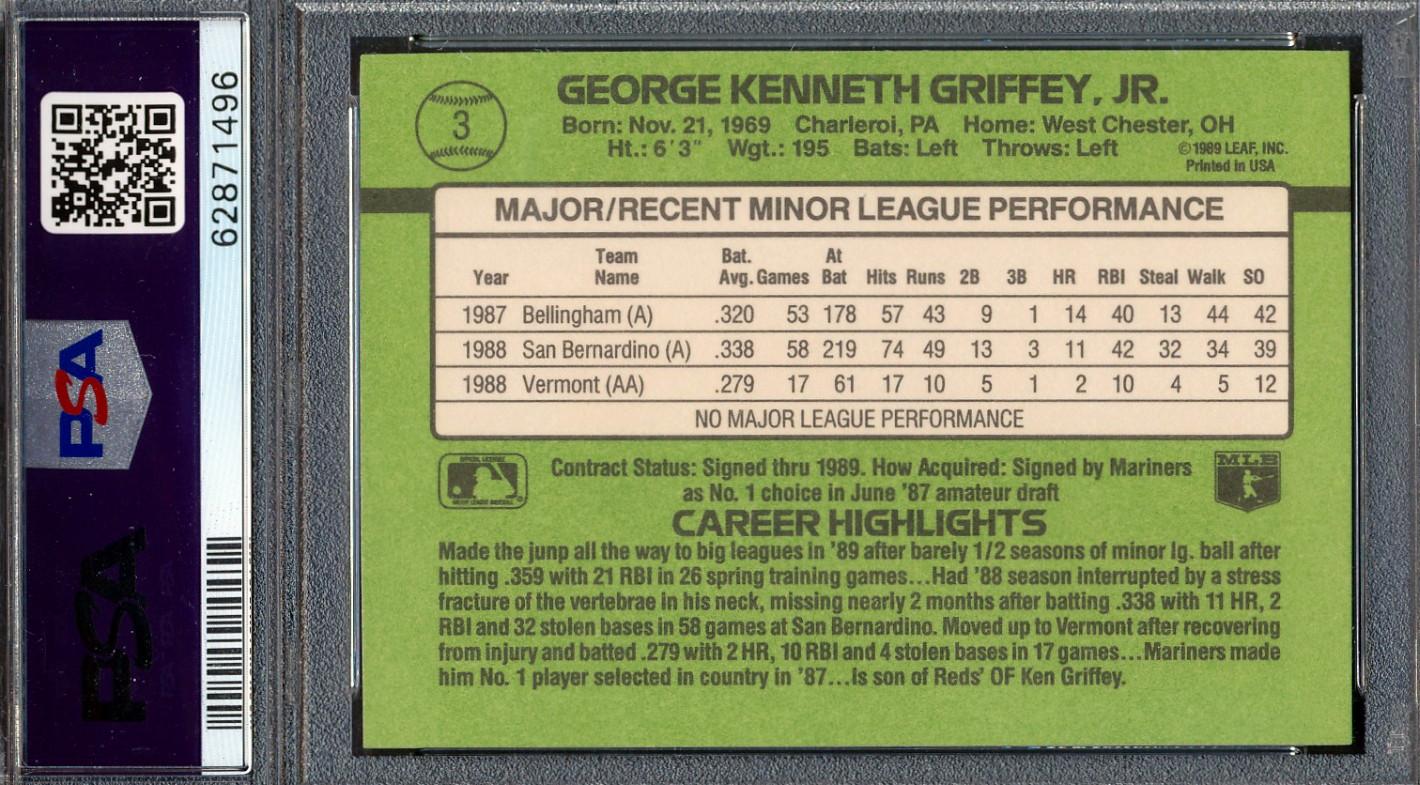 62871496
PSA
PSA
3
GEORGE KENNETH GRIFFEY, JR.
Born: Nov. 21, 1969 Charleroi, PA Home: West Chester, OH
Ht.: 6'3" Wgt.: 195 Bats: Left Throws: Left
©1989 LEAF, INC.
Printed in USA
MAJOR/RECENT MINOR LEAGUE PERFORMANCE
Year Team Name Bat. Avg. Games At Bat Hits Runs 2B 3B HR RBI Steal Walk SO
1987 Bellingham (A) .320 53 178 57 43 9 1 14 40 13 44 42
1988 San Bernardino (A) .338 58 219 74 49 13 3 11 42 32 34 39
1988 Vermont (AA) .279 17 61 17 10 5 1 2 10 4 5 12
NO MAJOR LEAGUE PERFORMANCE
Contract Status: Signed thru 1989. How Acquired: Signed by Mariners
as No. 1 choice in June '87 amateur draft
MLB
CAREER HIGHLIGHTS
Made the junp all the way to big leagues in '89 after barely 1/2 seasons of minor lg. ball after
hitting .359 with 21 RBI in 26 spring training games...Had '88 season interrupted by a stress
fracture of the vertebrae in his neck, missing nearly 2 months after batting .338 with 11 HR, 2
RBI and 32 stolen bases in 58 games at San Bernardino. Moved up to Vermont after recovering
from injury and batted .279 with 2 HR, 10 RBI and 4 stolen bases in 17 games...Mariners made
him No. 1 player selected in country in '87...Is son of Reds' OF Ken Griffey.